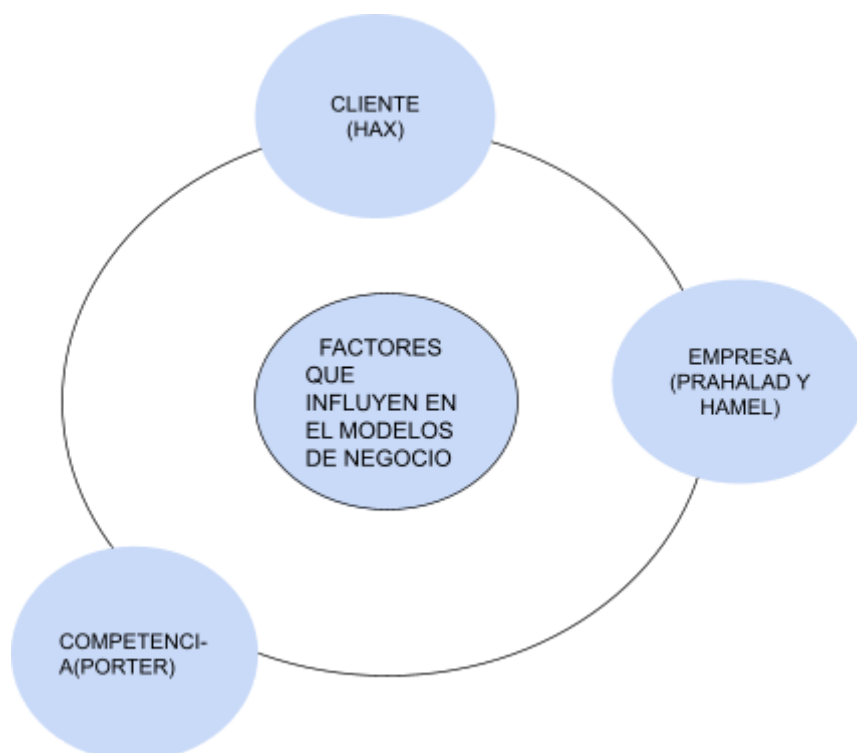 CLIENTE
(HAX)
FACTORES
QUE
INFLUYEN EN
EL MODELOS
DE NEGOCIO
EMPRESA
(PRAHALAD Y
HAMEL)
COMPETENCI-
A(PORTER)